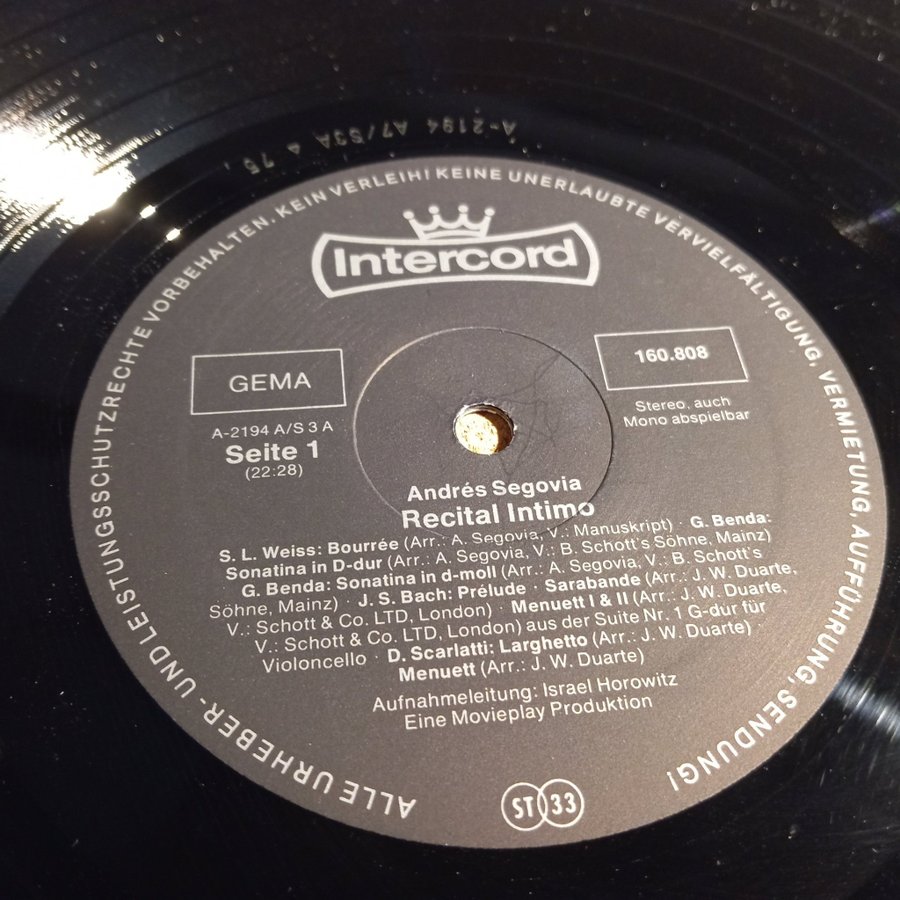 A-2194 A7/S3A 4 75,
ALLE URHEBER- UND LEISTUNGSSCHUTZRECHTE VORBEHALTEN. KEIN VERLEIH! KEINE UNERLAUBTE VERVIELFÄLTIGUNG, VERMIETUNG, AUFFÜHRUNG, SENDUNG!
Intercord
GEMA
160.808
A-2194 A/S 3 A
Seite 1
(22:28)
Stereo, auch
Mono abspielbar
Andrés Segovia
Recital Intimo
S. L. Weiss: Bourrée (Arr.: A. Segovia, V.: Manuskript) · G. Benda:
Sonatina in D-dur (Arr.: A. Segovia, V.: B. Schott's Söhne, Mainz)
G. Benda: Sonatina in d-moll (Arr.: A. Segovia, V.: B. Schott's
Söhne, Mainz) · J. S. Bach: Prélude · Sarabande (Arr.: J. W. Duarte,
V.: Schott & Co. LTD, London) · Menuett I & II (Arr.: J. W. Duarte,
V.: Schott & Co. LTD, London) aus der Suite Nr. 1 G-dur für
Violoncello · D. Scarlatti: Larghetto (Arr.: J. W. Duarte) ·
Menuett (Arr.: J. W. Duarte)
Aufnahmeleitung: Israel Horowitz
Eine Movieplay Produktion
ST 33